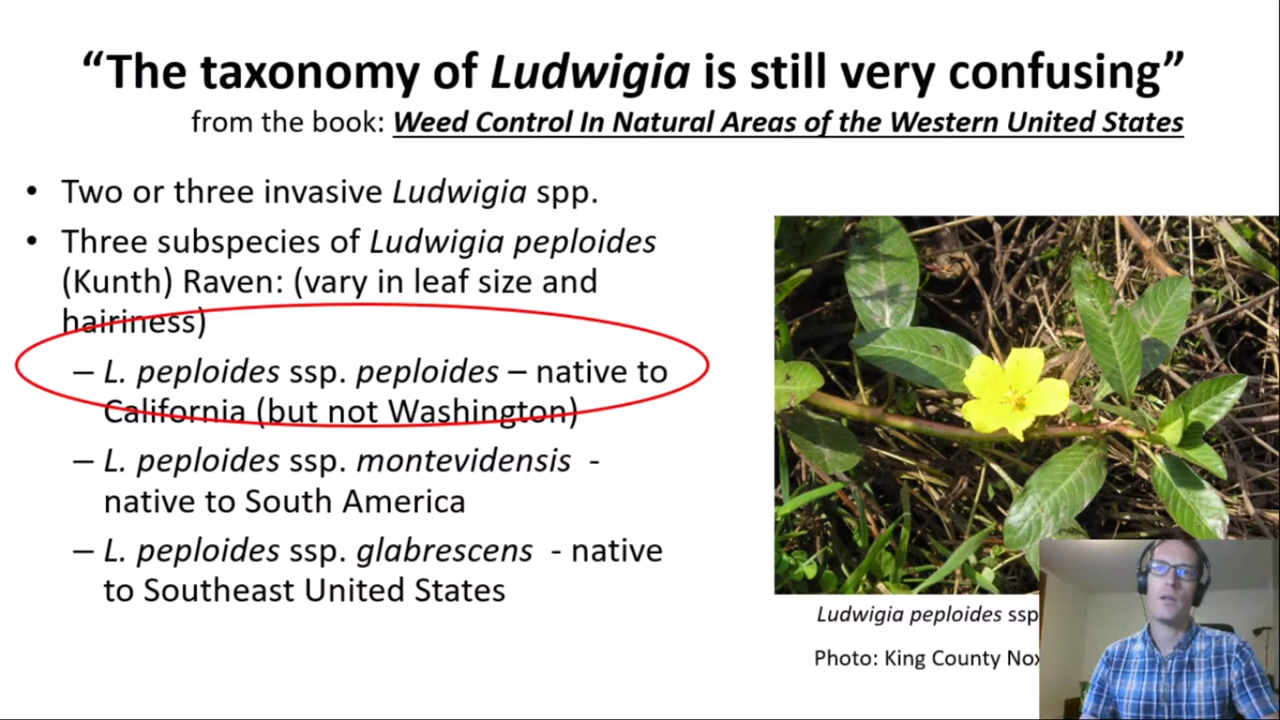 “The taxonomy of Ludwigia is still very confusing”
from the book: Weed Control In Natural Areas of the Western United States
• Two or three invasive Ludwigia spp.
• Three subspecies of Ludwigia peploides
(Kunth) Raven: (vary in leaf size and
hairiness)
– L. peploides ssp. peploides – native to
California (but not Washington)
– L. peploides ssp. montevidensis -
native to South America
– L. peploides ssp. glabrescens - native
to Southeast United States
Ludwigia peploides ssp
Photo: King County